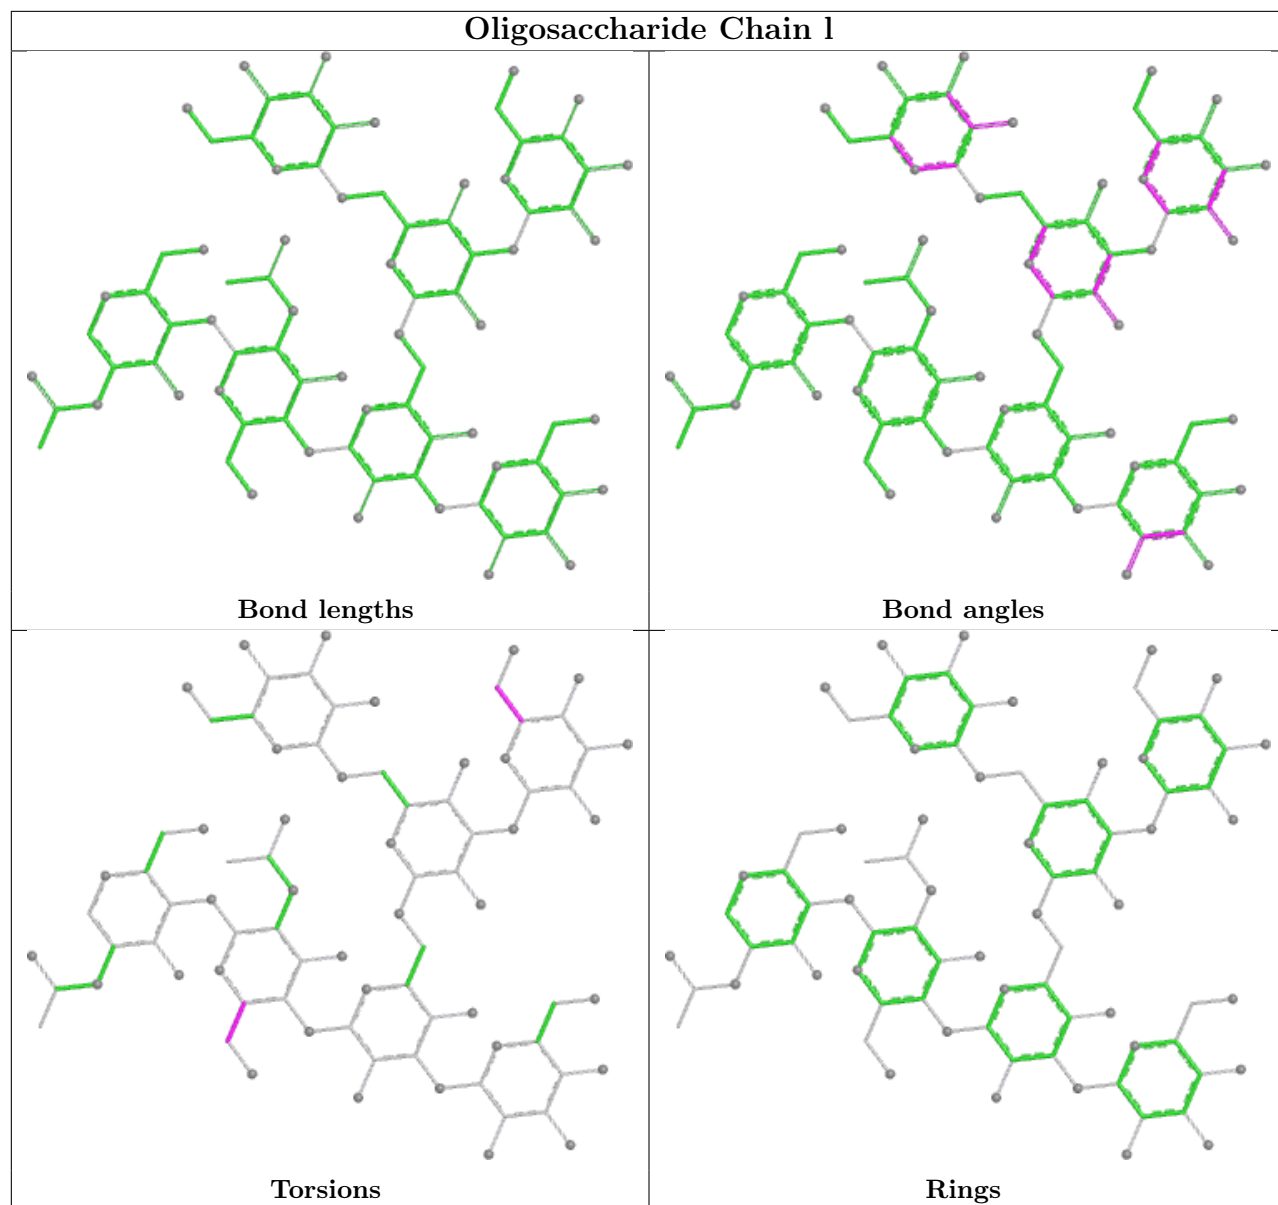 Oligosaccharide Chain l
Bond lengths
Bond angles
Torsions
Rings